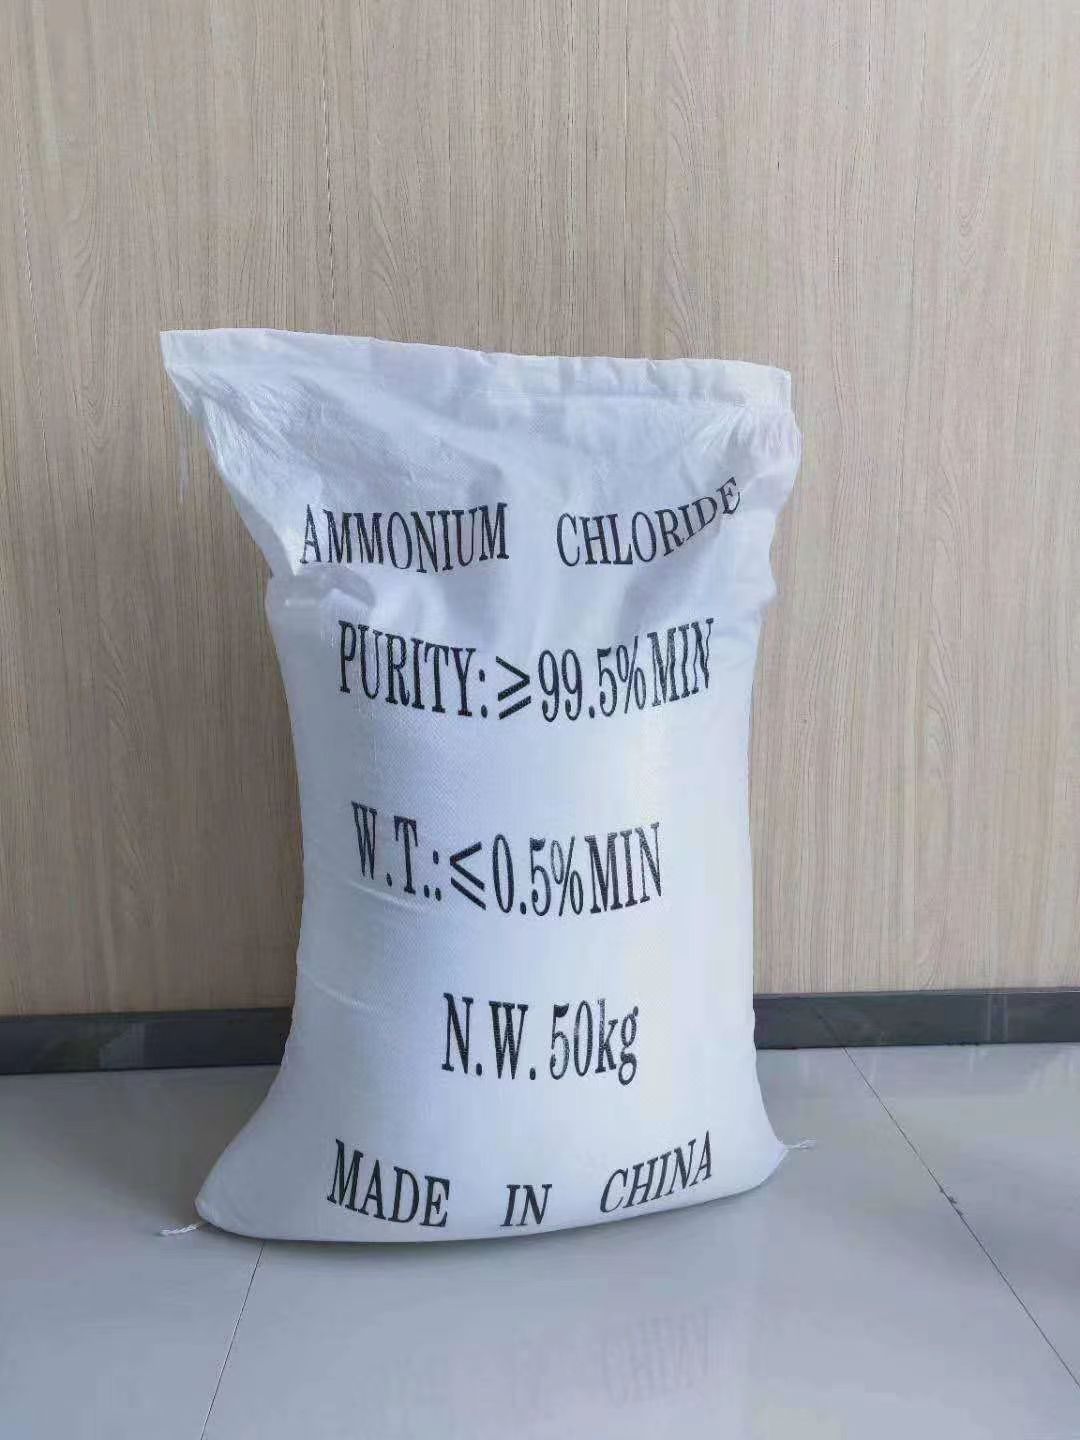 AMMONIUM CHLORIDE
PURITY:≥99.5%MIN
W.T.:≤0.5%MIN
N.W.50kg
MADE IN CHINA